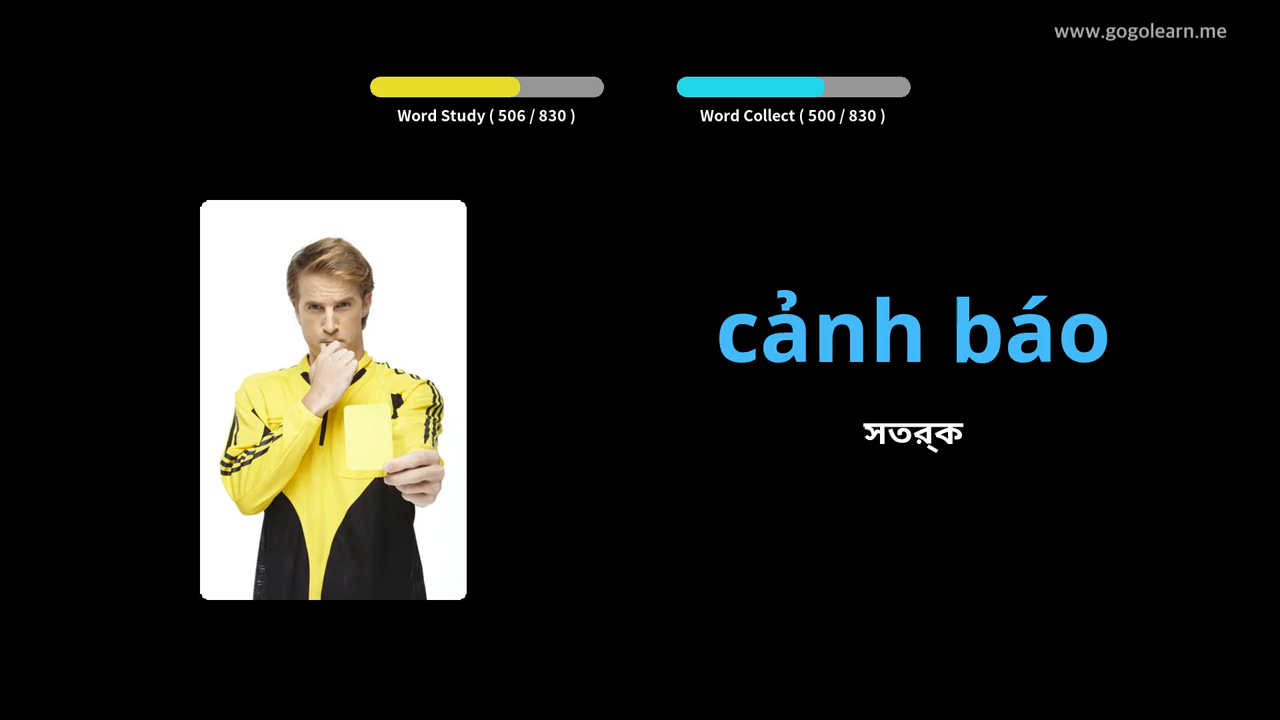 www.gogolearn.me
Word Study ( 506 / 830 )
Word Collect ( 500 / 830 )
cảnh báo
সতর্ক